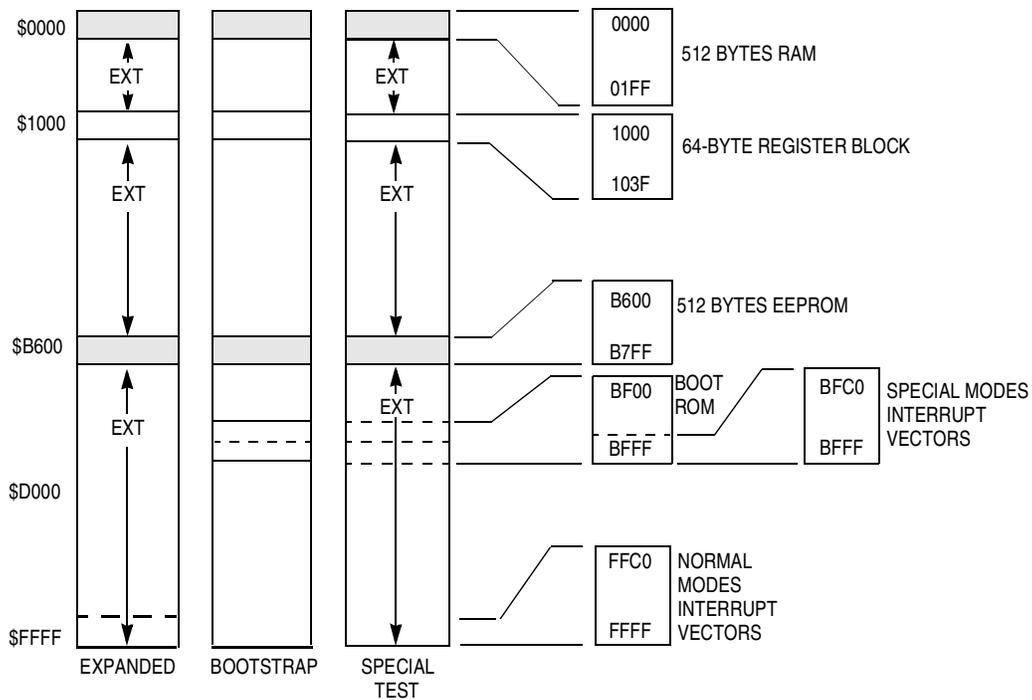 $0000
EXT
EXT
0000
01FF
512 BYTES RAM
$1000
1000
103F
64-BYTE REGISTER BLOCK
EXT
EXT
$B600
B600
B7FF
512 BYTES EEPROM
EXT
EXT
BF00
BFFF
BOOT
ROM
BFC0
BFFF
SPECIAL MODES
INTERRUPT
VECTORS
$D000
FFC0
FFFF
NORMAL
MODES
INTERRUPT
VECTORS
$FFFF
EXPANDED
BOOTSTRAP
SPECIAL
TEST